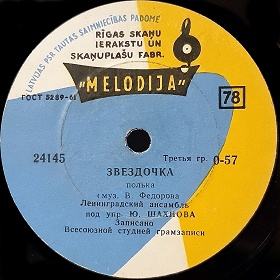 LATVIJAS PSR TAUTAS SAIMNIECĪBAS PADOME
RĪGAS SKAŅU
IERAKSTU UN
SKAŅUPLAŠU FABR.
"MELODIJA"
ГОСТ 5289-61
78
24145
Третья гр. 0-57
ЗВЕЗДОЧКА
полька
муз. В. Федорова
Ленинградский ансамбль
под упр. Ю. ШАХНОВА
Записано
Всесоюзной студией грамзаписи